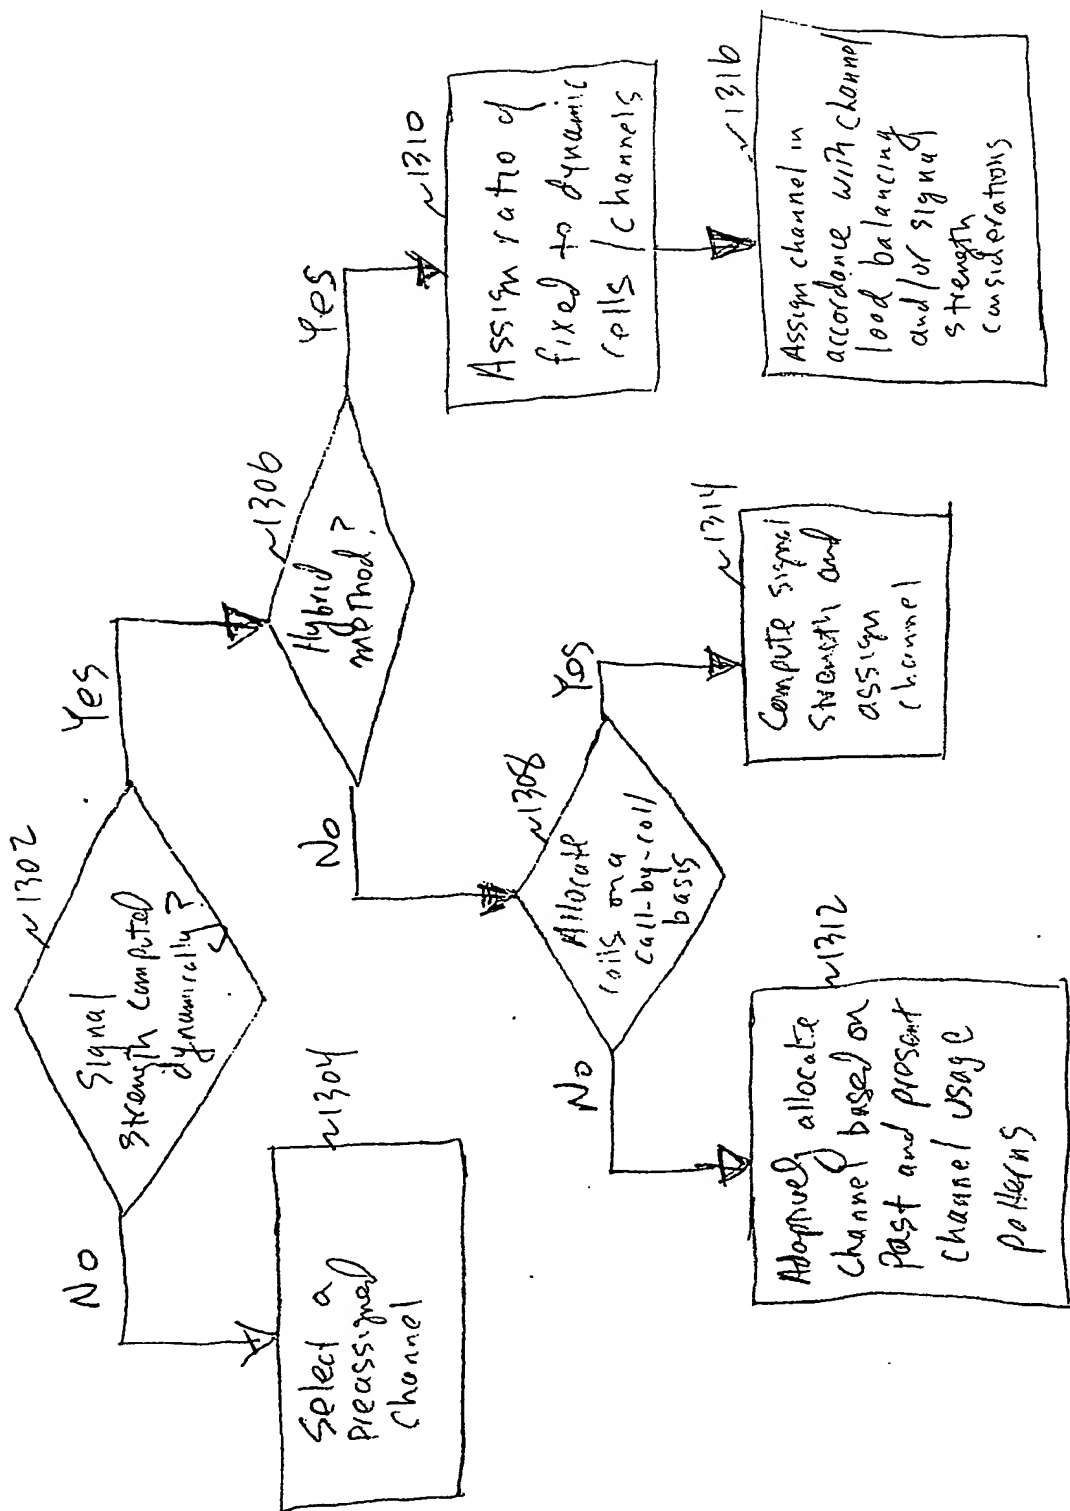 ~1302
Signal
strength computed
dynamically?
No
Yes
~1304
Select a
preassigned
channel
~1306
Hybrid
method?
No
Yes
~1308
Allocate
cells on a
call-by-call
basis
No
Yes
~1310
Assign ratio of
fixed to dynamic
cells / channels
~1312
Adaptively allocate
channel based on
past and present
channel usage
patterns
~1314
Compute signal
strength and
assign
channel
~1316
Assign channel in
accordance with channel
load balancing
and/or signal
strength
considerations